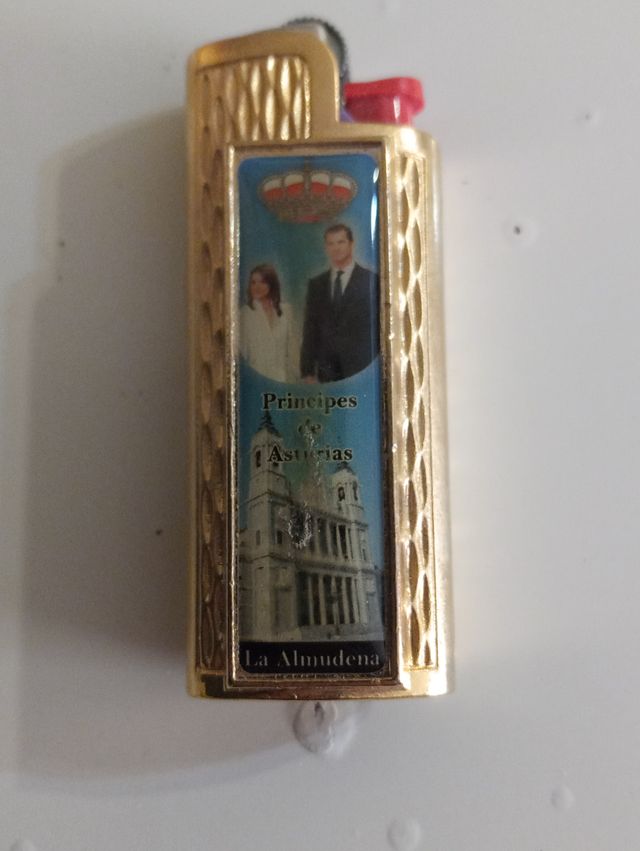 Principes
de
Asturias
La Almudena